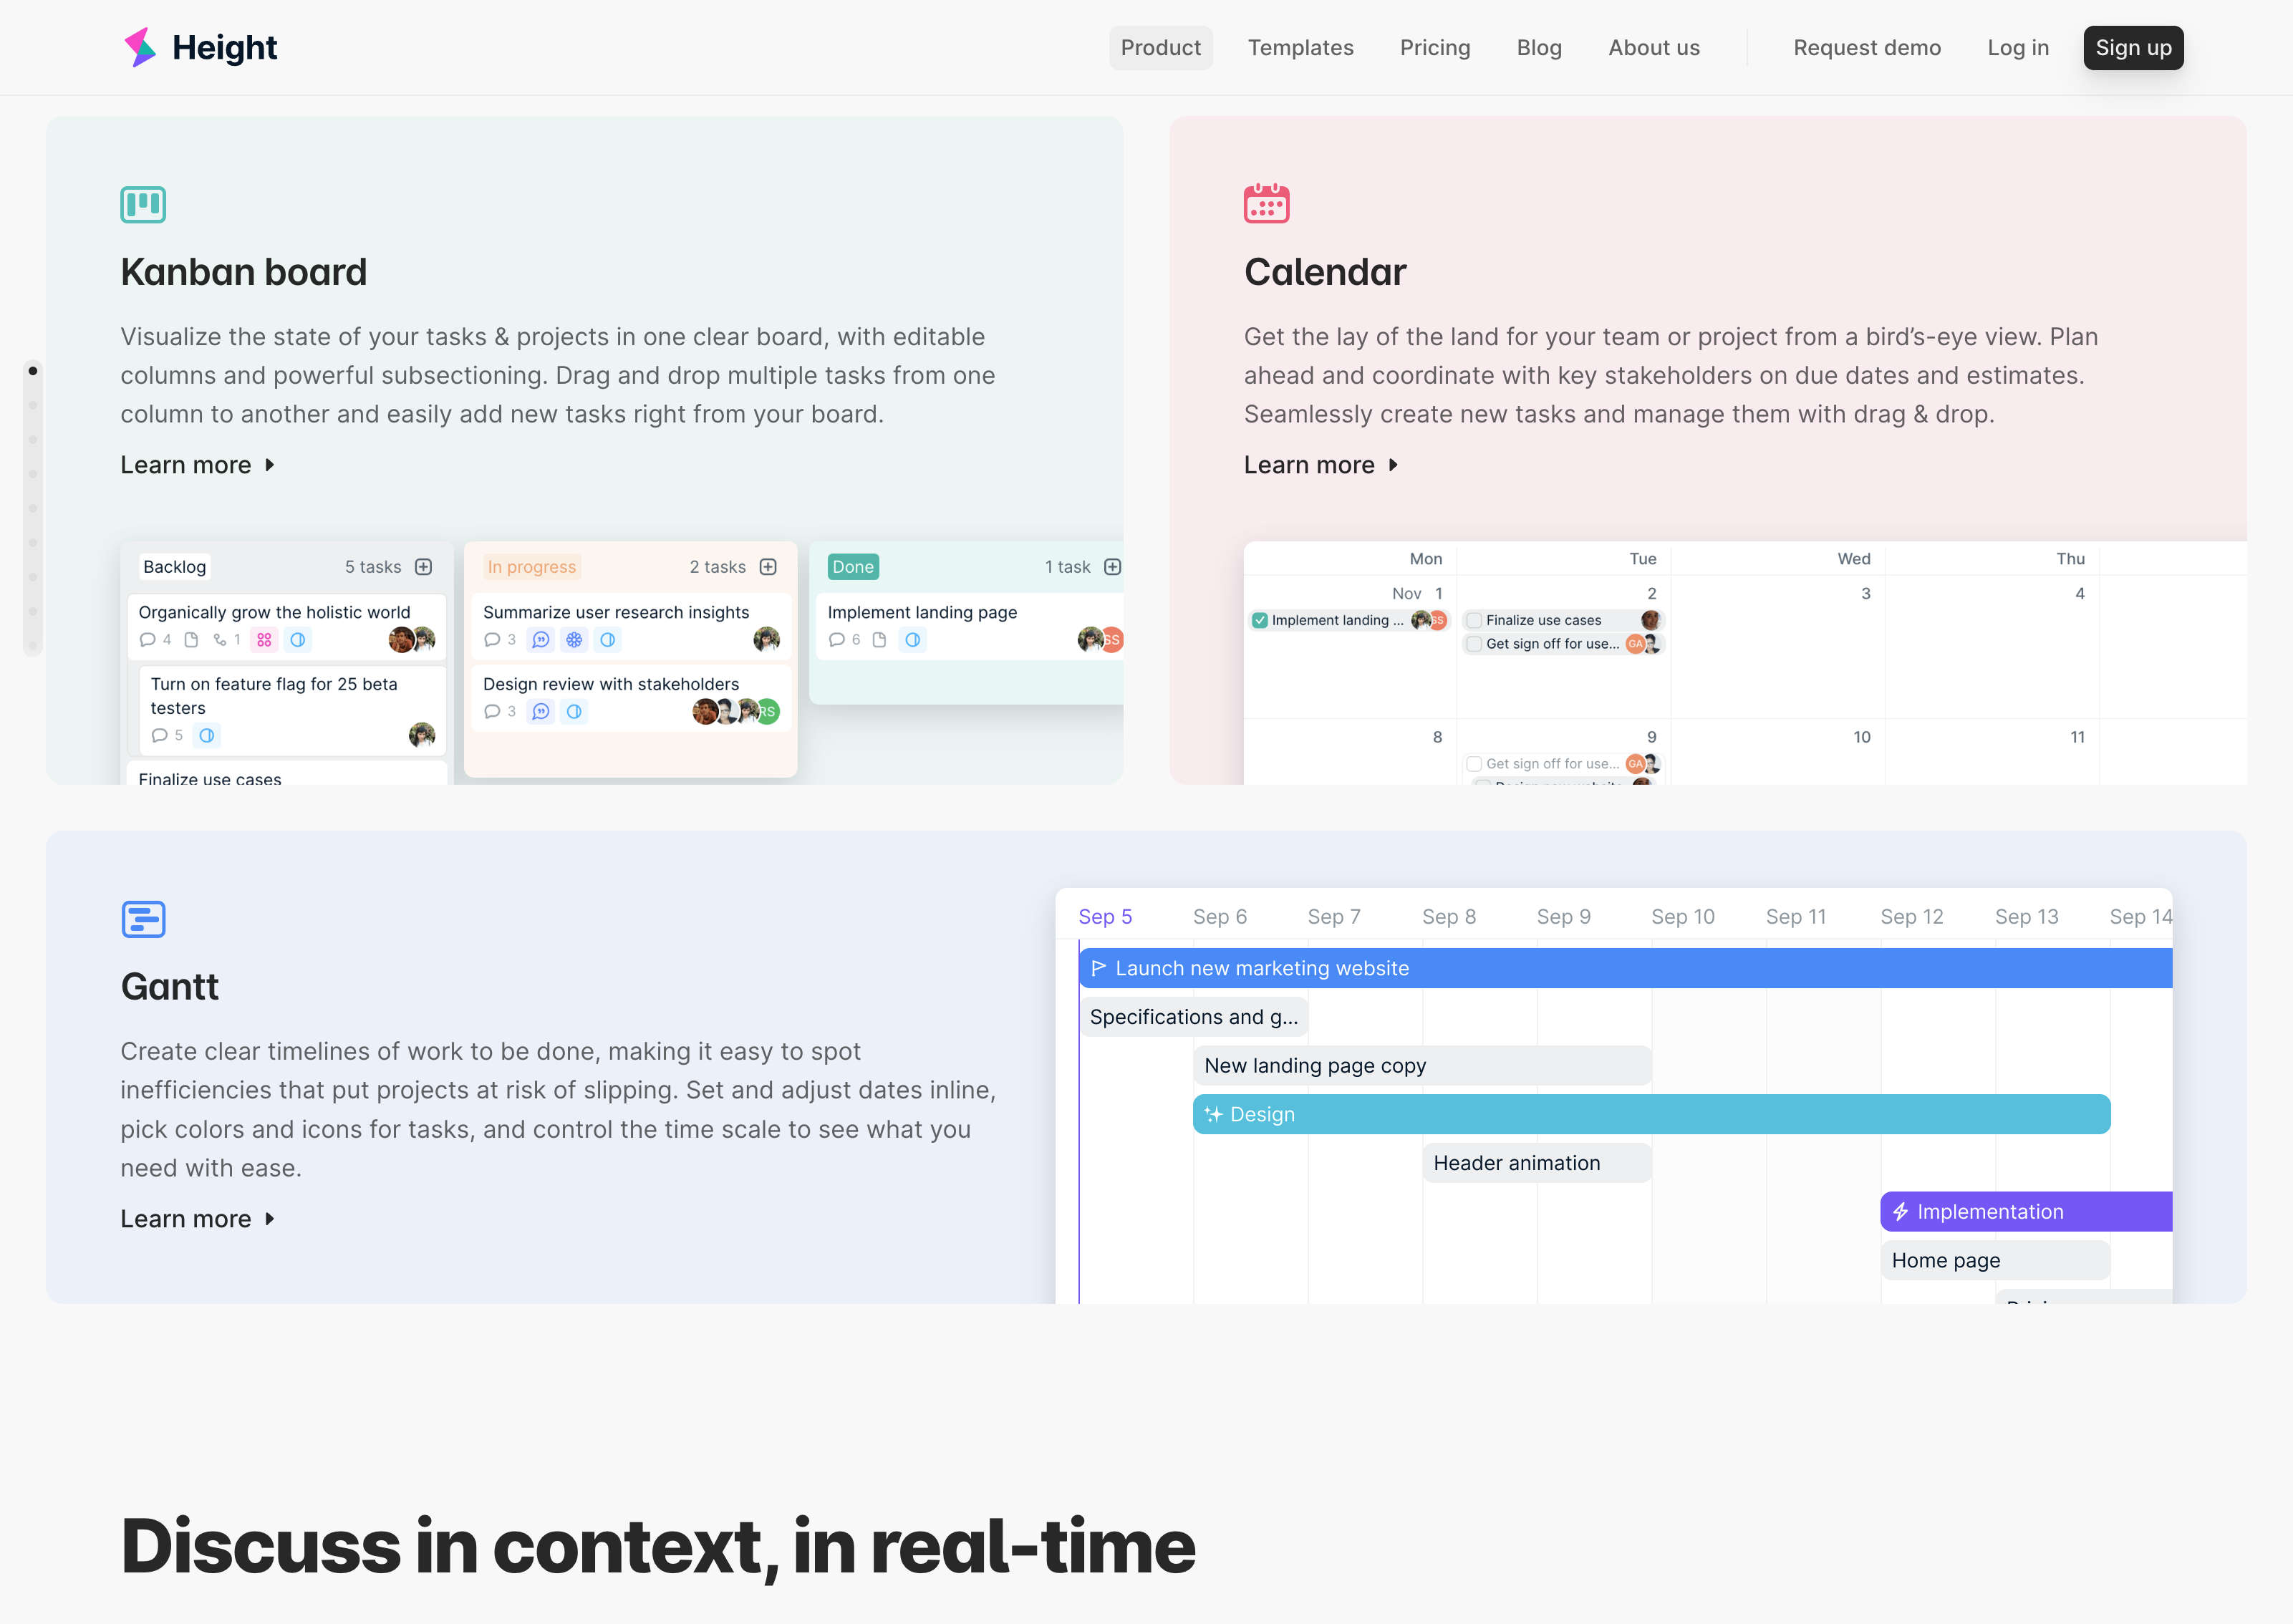 Height
Product
Templates
Pricing
Blog
About us
Request demo
Log in
Sign up
Kanban board
Visualize the state of your tasks & projects in one clear board, with editable
columns and powerful subsectioning. Drag and drop multiple tasks from one
column to another and easily add new tasks right from your board.
Learn more
Backlog
5 tasks
Organically grow the holistic world
4
1
Turn on feature flag for 25 beta
testers
5
Finalize use cases
In progress
2 tasks
Summarize user research insights
3
Design review with stakeholders
3
RS
Done
1 task
Implement landing page
6
SS
Calendar
Get the lay of the land for your team or project from a bird’s-eye view. Plan
ahead and coordinate with key stakeholders on due dates and estimates.
Seamlessly create new tasks and manage them with drag & drop.
Learn more
Mon
Tue
Wed
Thu
Nov 1
2
3
4
Implement landing ...
SS
Finalize use cases
Get sign off for use...
GA
8
9
10
11
Get sign off for use...
GA
Gantt
Create clear timelines of work to be done, making it easy to spot
inefficiencies that put projects at risk of slipping. Set and adjust dates inline,
pick colors and icons for tasks, and control the time scale to see what you
need with ease.
Learn more
Sep 5
Sep 6
Sep 7
Sep 8
Sep 9
Sep 10
Sep 11
Sep 12
Sep 13
Sep 14
Launch new marketing website
Specifications and g...
New landing page copy
Design
Header animation
Implementation
Home page
Discuss in context, in real-time